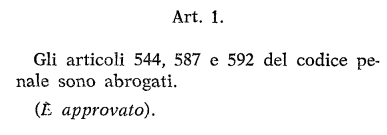 Art. 1.
Gli articoli 544, 587 e 592 del codice pe-
nale sono abrogati.
(È approvato).